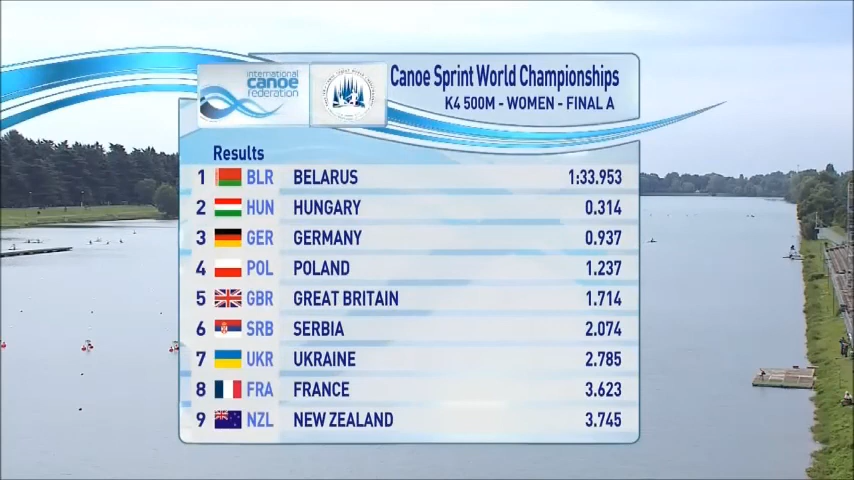 international
canoe
federation
Canoe Sprint World Championships
K4 500M - WOMEN - FINAL A
Results
1 BLR BELARUS 1:33.953
2 HUN HUNGARY 0.314
3 GER GERMANY 0.937
4 POL POLAND 1.237
5 GBR GREAT BRITAIN 1.714
6 SRB SERBIA 2.074
7 UKR UKRAINE 2.785
8 FRA FRANCE 3.623
9 NZL NEW ZEALAND 3.745